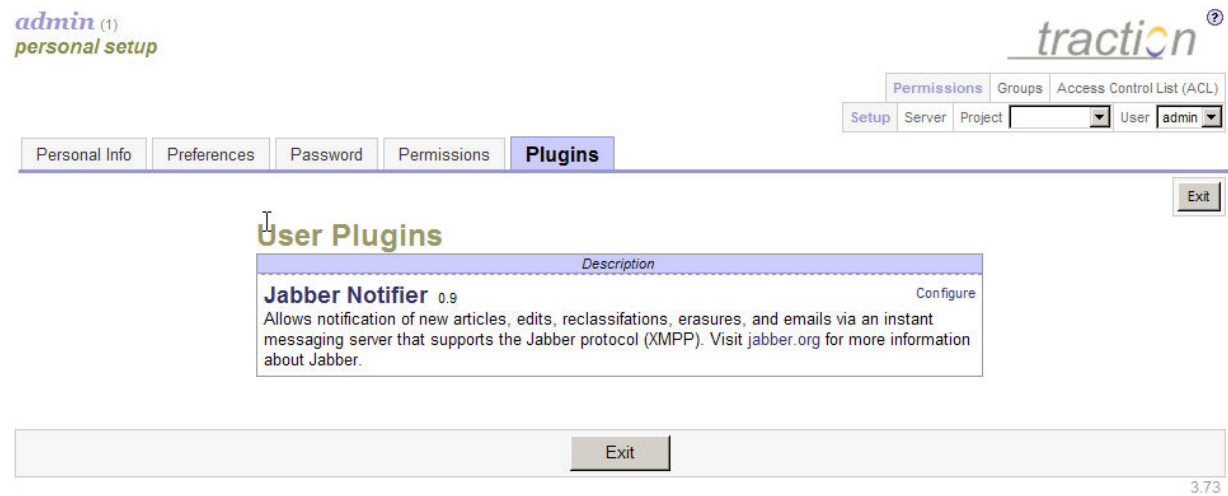 admin (1)
personal setup
traction
?
Permissions Groups Access Control List (ACL)
Setup Server Project User admin
Personal Info Preferences Password Permissions Plugins
Exit
User Plugins
Description
Jabber Notifier 0.9 Configure
Allows notification of new articles, edits, reclassifations, erasures, and emails via an instant
messaging server that supports the Jabber protocol (XMPP). Visit jabber.org for more information
about Jabber.
Exit
3.73